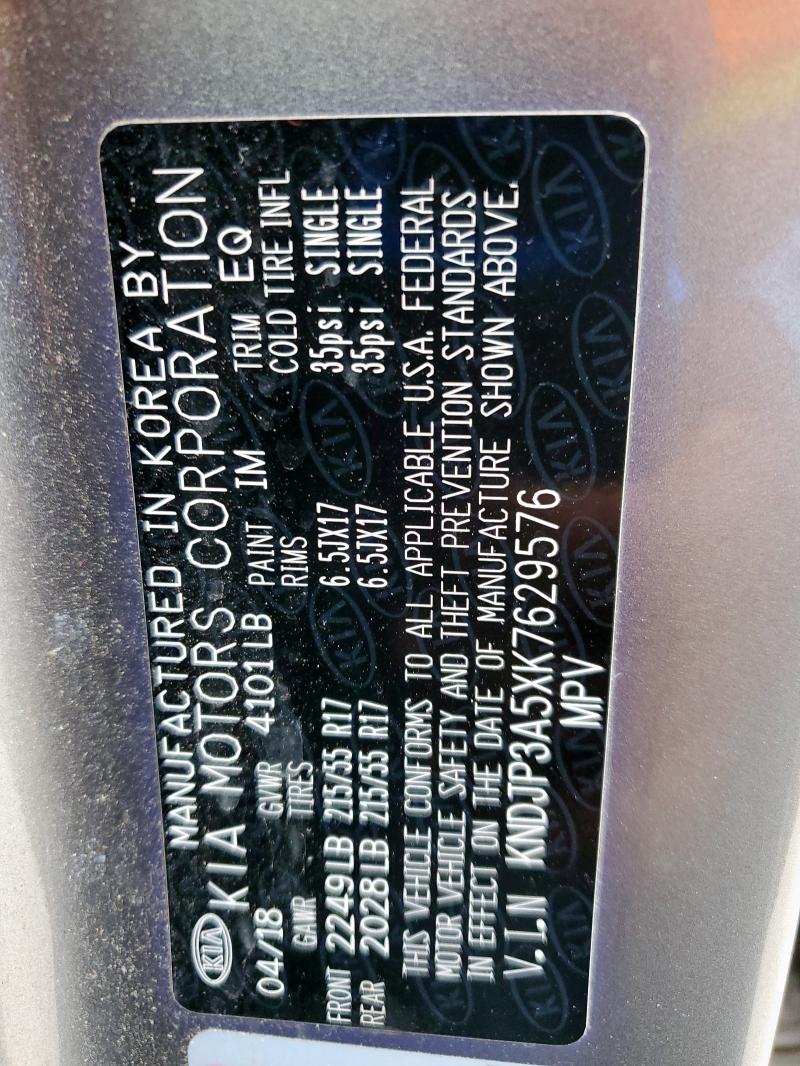 MANUFACTURED IN KOREA BY
KIA KIA MOTORS CORPORATION
04/18 GVWR 4101LB PAINT IM TRIM EQ
GAWR TIRES RIMS COLD TIRE INFL
FRONT 2249LB 215/55 R17 6.5JX17 35psi SINGLE
REAR 2028LB 215/55 R17 6.5JX17 35psi SINGLE
THIS VEHICLE CONFORMS TO ALL APPLICABLE U.S.A. FEDERAL
MOTOR VEHICLE SAFETY AND THEFT PREVENTION STANDARDS
IN EFFECT ON THE DATE OF MANUFACTURE SHOWN ABOVE.
V.I.N KNDJP3A5XK7629576
MPV